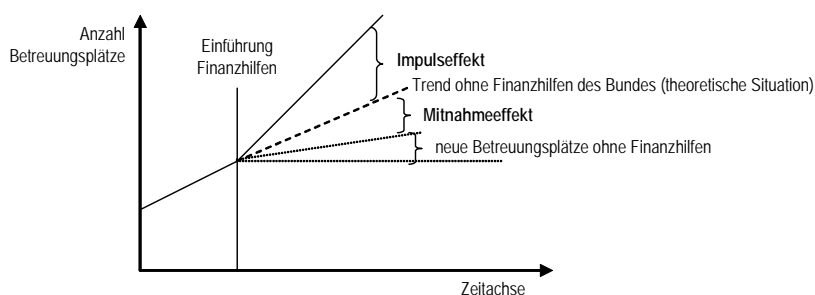 Anzahl
Betreuungsplätze
Einführung
Finanzhilfen
Impulseffekt
Trend ohne Finanzhilfen des Bundes (theoretische Situation)
Mitnahmeeffekt
neue Betreuungsplätze ohne Finanzhilfen
Zeitachse